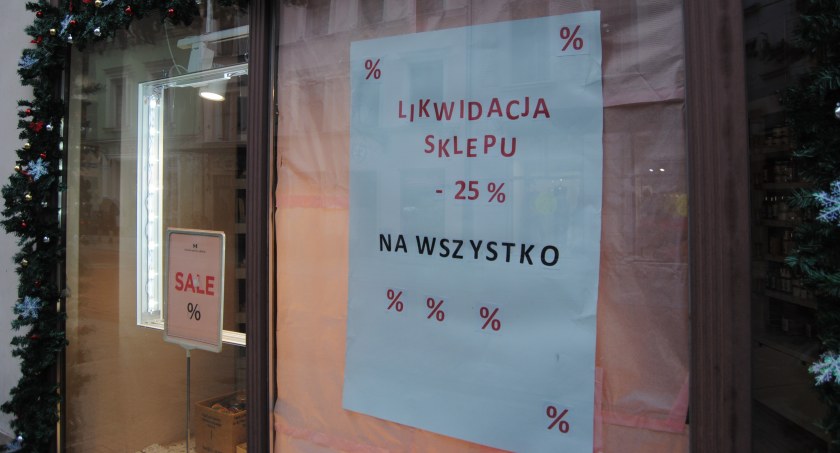 %
%
LIKWIDACJA
SKLEPU
- 25 %
NA WSZYSTKO
% % %
%
SALE
%